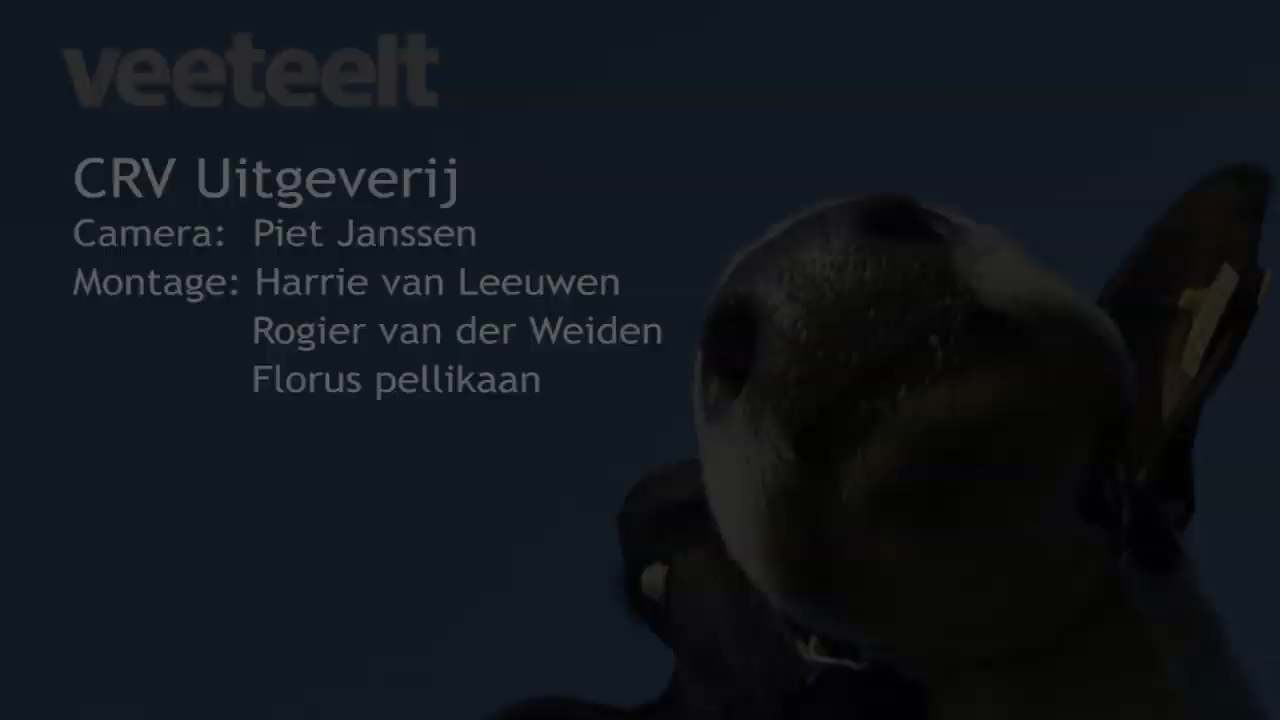 veeteelt
CRV Uitgeverij
Camera: Piet Janssen
Montage: Harrie van Leeuwen
Rogier van der Weiden
Florus pellikaan